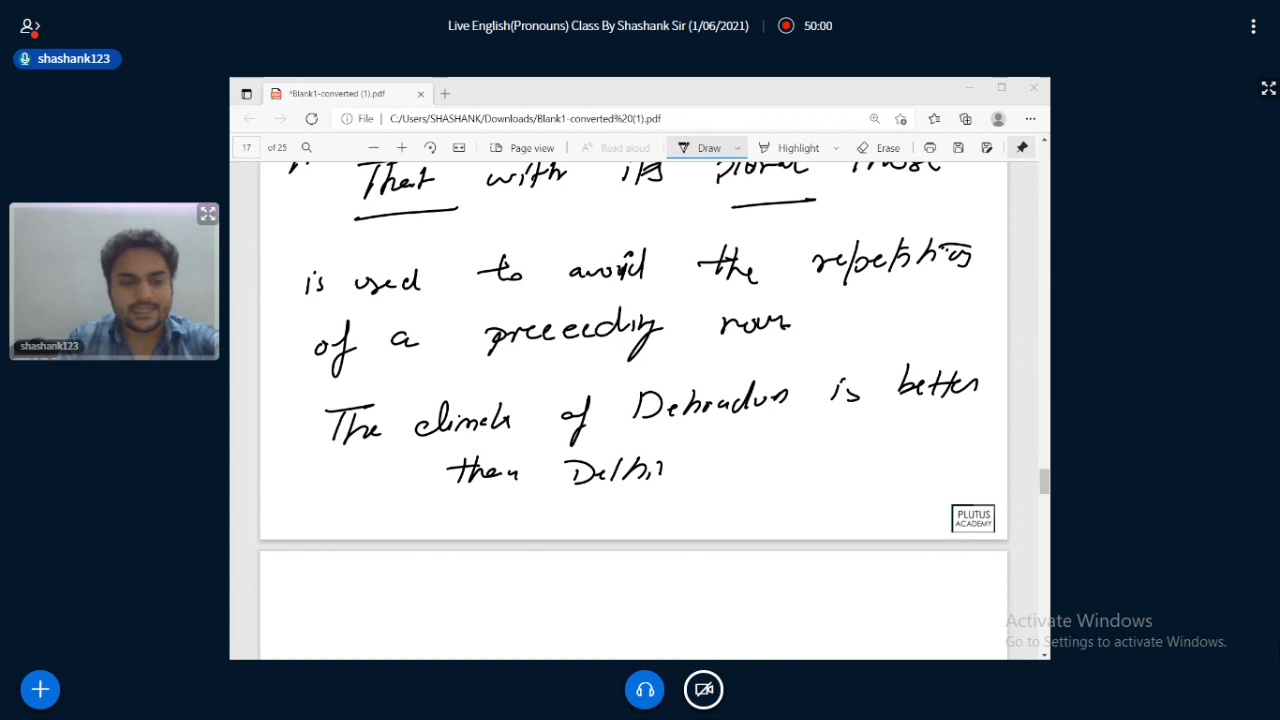 Live English(Pronouns) Class By Shashank Sir (1/06/2021)
50:00
shashank123
*Blank1-converted (1).pdf
File
C:/Users/SHASHANK/Downloads/Blank1-converted%20(1).pdf
17 of 25
Page view
Read aloud
Draw
Highlight
Erase
That with its plural those
is used to avoid the repetition
of a preceeding noun
shashank123
The climate of Dehradun is better
than Delhi
PLUTUS
ACADEMY
Activate Windows
Go to Settings to activate Windows.